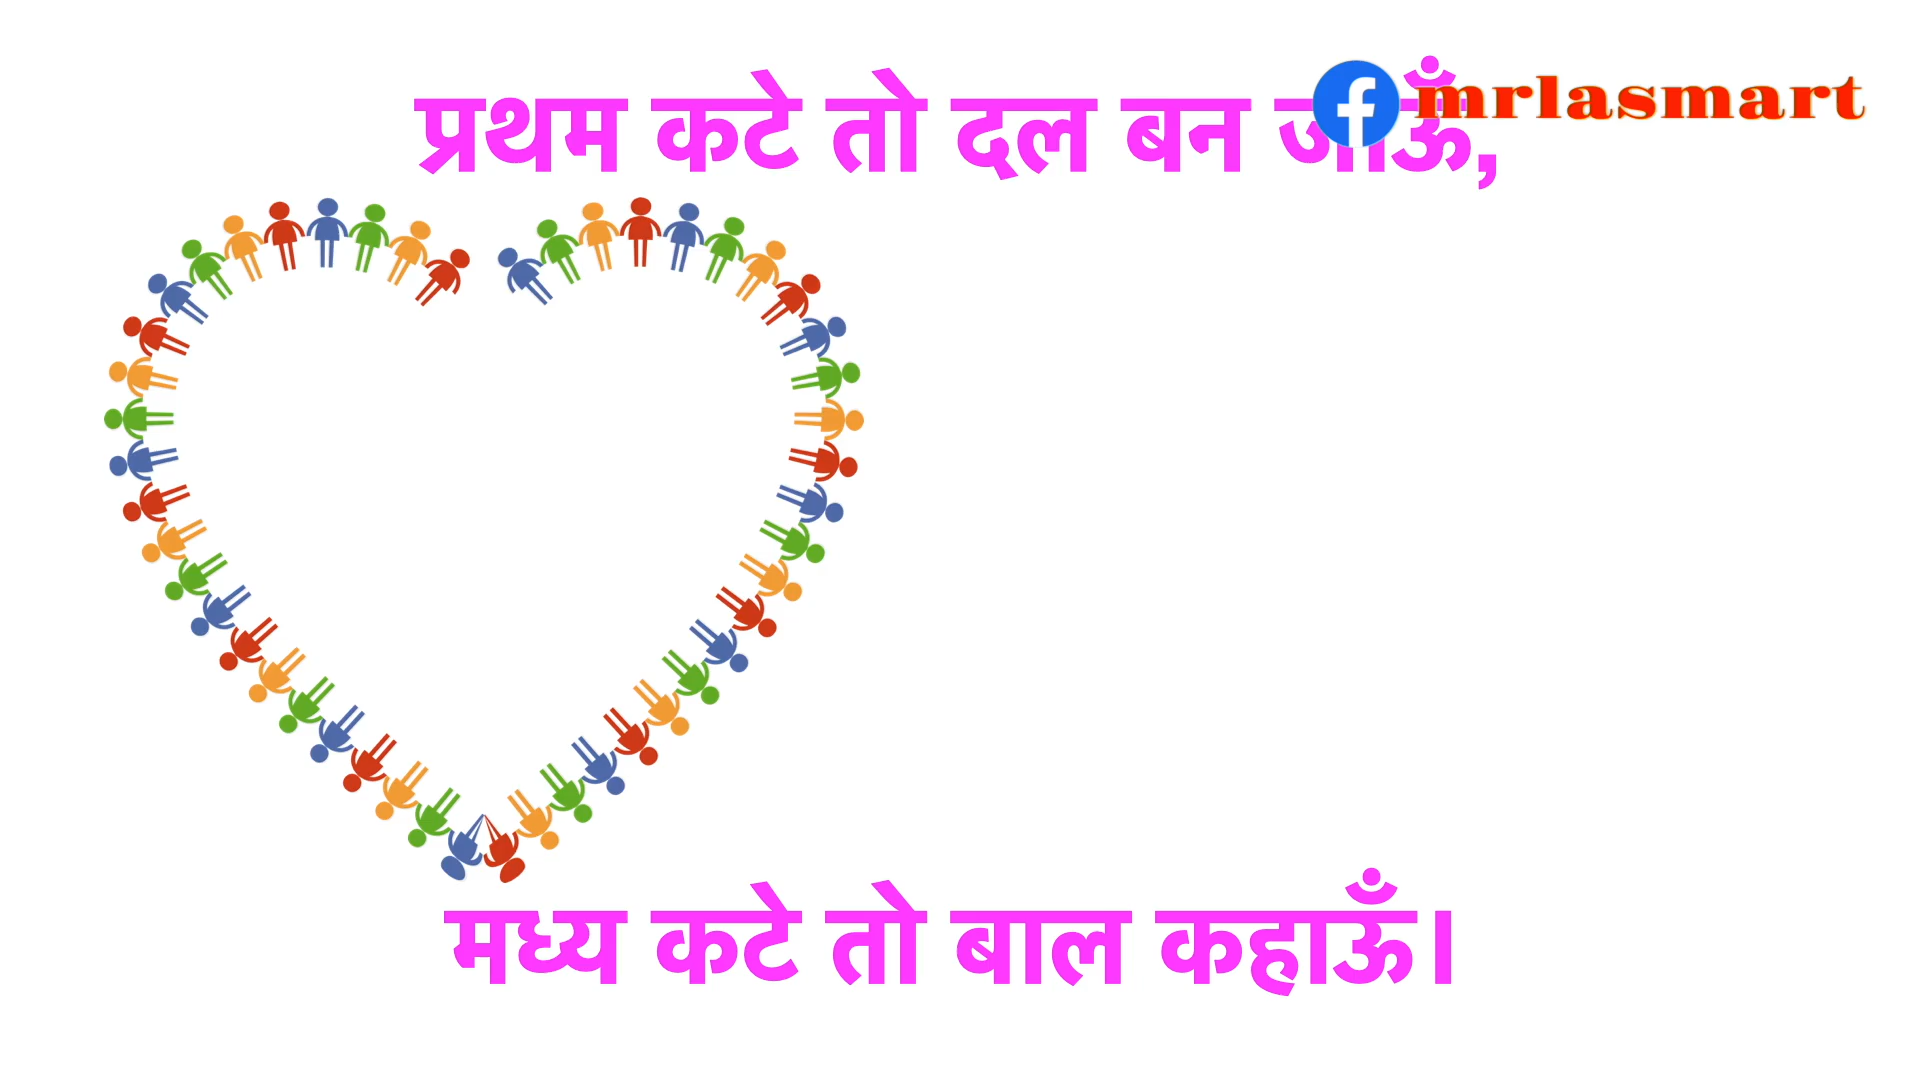 प्रथम कटे तो दल बन जाऊँ,
mrlasmart
मध्य कटे तो बाल कहाऊँ।